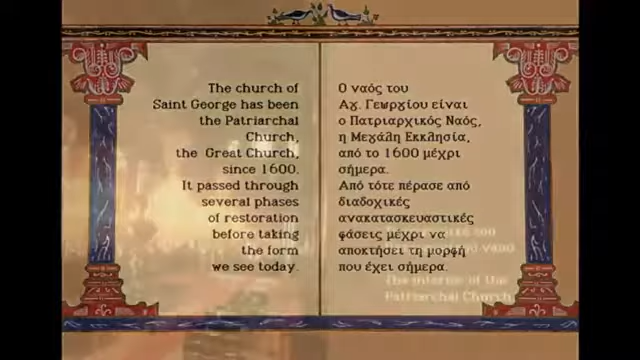 The church of
Saint George has been
the Patriarchal
Church,
the Great Church,
since 1600.
It passed through
several phases
of restoration
before taking
the form
we see today.
Ο ναός του
Αγ. Γεωργίου είναι
ο Πατριαρχικός Ναός,
η Μεγάλη Εκκλησία,
από το 1600 μέχρι
σήμερα.
Από τότε πέρασε από
διαδοχικές
ανακατασκευαστικές
φάσεις μέχρι να
αποκτήσει τη μορφή
που έχει σήμερα.
The interior of the
Patriarchal Church